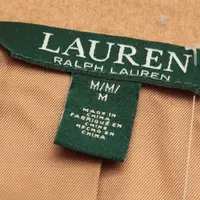 LAUREN
RALPH LAUREN
M/M/
M
MADE IN
CHINA
FABRIQUÉ EN
CHINE
HECHO EN
CHINA